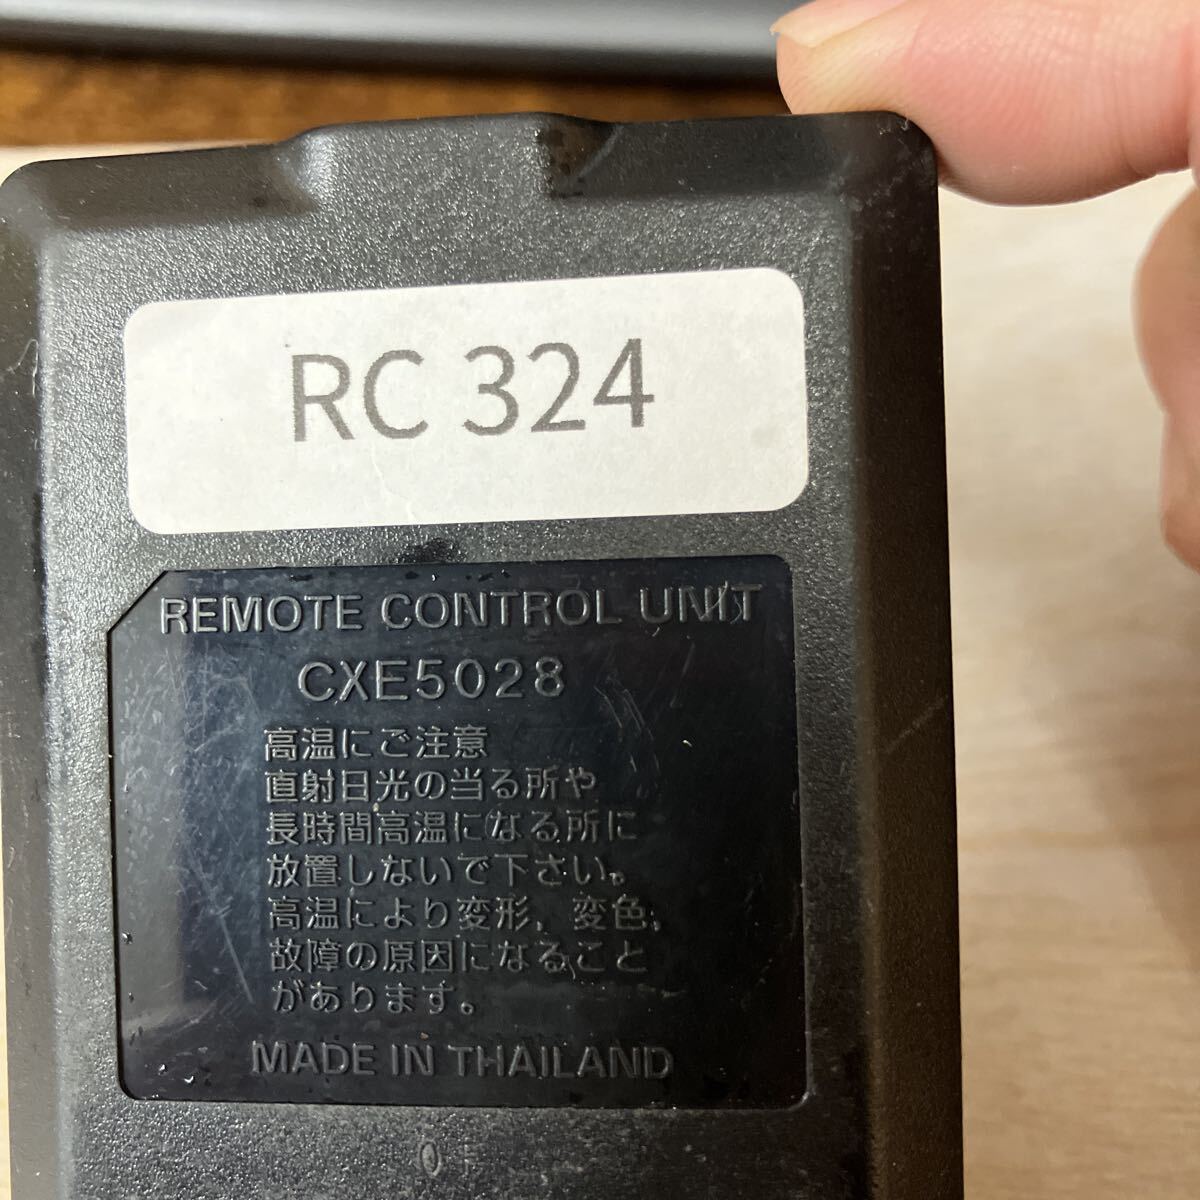 RC 324
REMOTE CONTROL UNIT
CXE5028
高温にご注意
直射日光の当る所や
長時間高温になる所に
放置しないで下さい。
高温により変形、変色、
故障の原因になること
があります。
MADE IN THAILAND